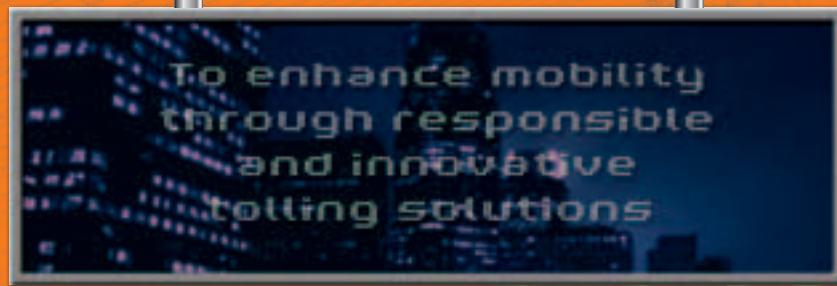 To enhance mobility
through responsible
and innovative
tolling solutions